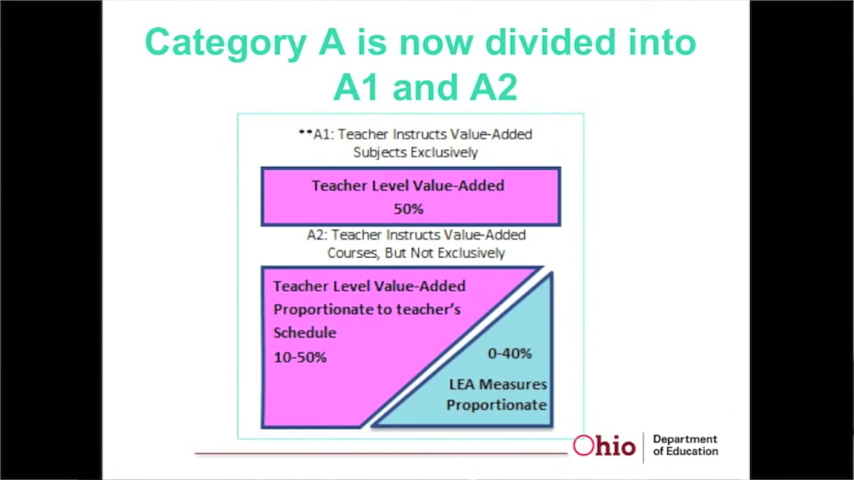 Category A is now divided into
A1 and A2
**A1: Teacher Instructs Value-Added
Subjects Exclusively
Teacher Level Value-Added
50%
A2: Teacher Instructs Value-Added
Courses, But Not Exclusively
Teacher Level Value-Added
Proportionate to teacher's
Schedule
10-50%
0-40%
LEA Measures
Proportionate
Ohio
Department
of Education